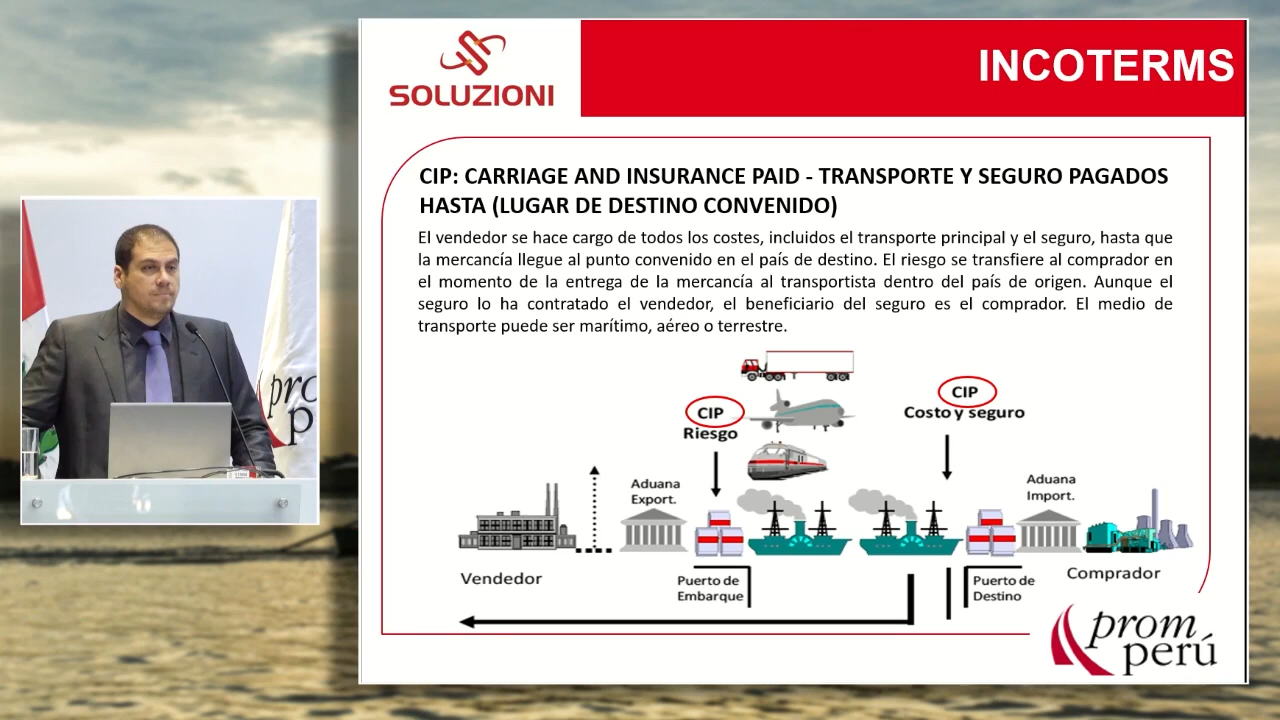 SOLUZIONI
INCOTERMS
CIP: CARRIAGE AND INSURANCE PAID - TRANSPORTE Y SEGURO PAGADOS
HASTA (LUGAR DE DESTINO CONVENIDO)
El vendedor se hace cargo de todos los costes, incluidos el transporte principal y el seguro, hasta que
la mercancía llegue al punto convenido en el país de destino. El riesgo se transfiere al comprador en
el momento de la entrega de la mercancía al transportista dentro del país de origen. Aunque el
seguro lo ha contratado el vendedor, el beneficiario del seguro es el comprador. El medio de
transporte puede ser marítimo, aéreo o terrestre.
CIP
Riesgo
CIP
Costo y seguro
Aduana
Export.
Aduana
Import.
Vendedor
Puerto de
Embarque
Puerto de
Destino
Comprador
prom
perú
pro
p